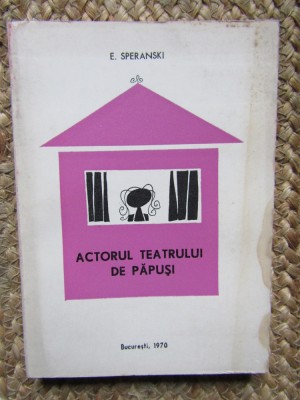 E. SPERANSKI
ACTORUL TEATRULUI
DE PĂPUȘI
București, 1970